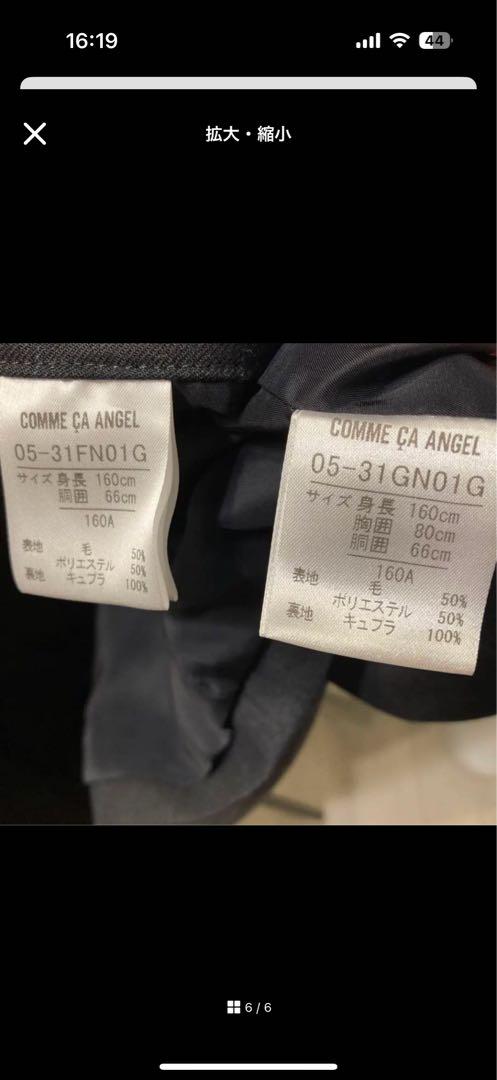 16:19
44
拡大・縮小
COMME ÇA ANGEL
05-31FN01G
サイズ 身長 160cm
胴囲 66cm
160A
表地 毛 50%
ポリエステル 50%
裏地 キュプラ 100%
COMME ÇA ANGEL
05-31GN01G
サイズ 身長 160cm
胸囲 80cm
胴囲 66cm
160A
表地 毛 50%
ポリエステル 50%
裏地 キュプラ 100%
6 / 6